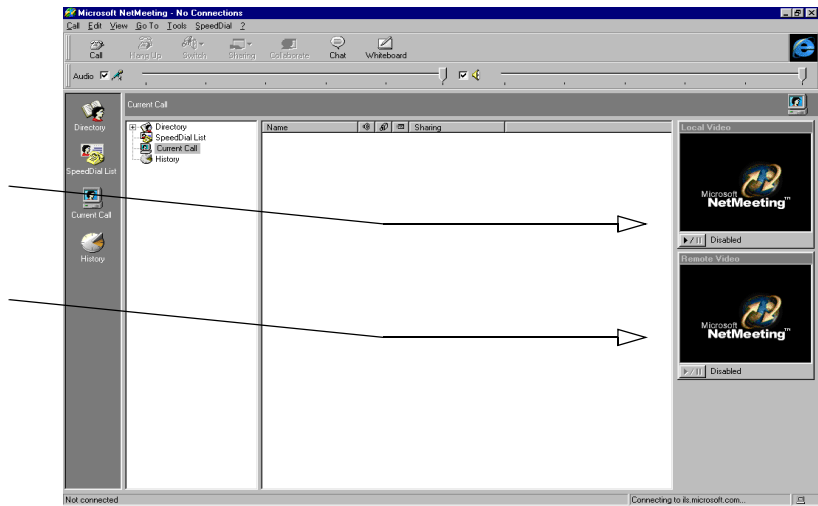 Microsoft NetMeeting - No Connections
Call Edit View Go To Tools SpeedDial ?
Call Hang Up Switch Sharing Collaborate Chat Whiteboard
Audio
Current Call
Directory
SpeedDial List
Current Call
History
Directory
SpeedDial List
Current Call
History
Name Sharing
Local Video
Microsoft
NetMeeting™
Disabled
Remote Video
Microsoft
NetMeeting™
Disabled
Not connected
Connecting to ils.microsoft.com...